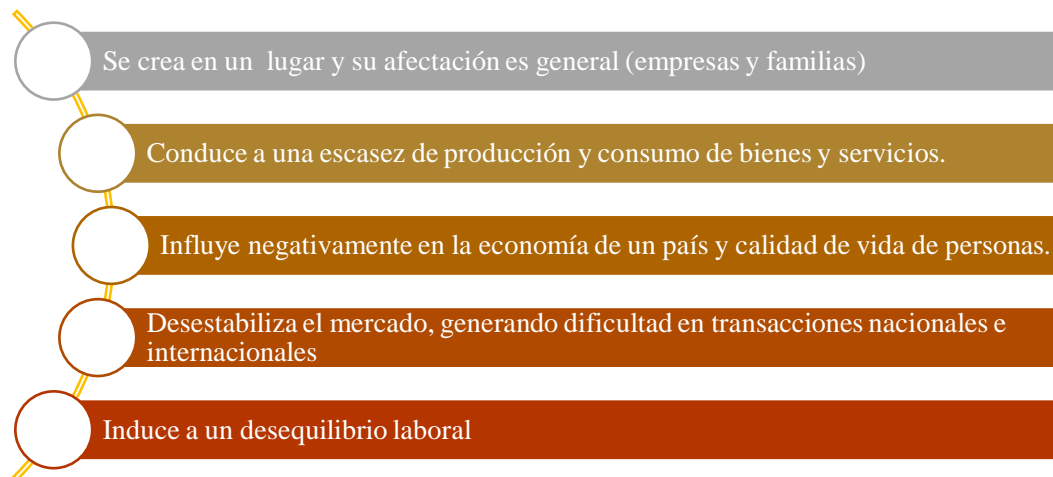 Se crea en un lugar y su afectación es general (empresas y familias)
Conduce a una escasez de producción y consumo de bienes y servicios.
Influye negativamente en la economía de un país y calidad de vida de personas.
Desestabiliza el mercado, generando dificultad en transacciones nacionales e
internacionales
Induce a un desequilibrio laboral